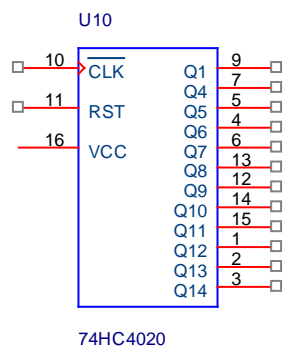 U10
10 CLK Q1 9
Q4 7
11 RST Q5 5
Q6 4
16 VCC Q7 6
Q8 13
Q9 12
Q10 14
Q11 15
Q12 1
Q13 2
Q14 3
74HC4020